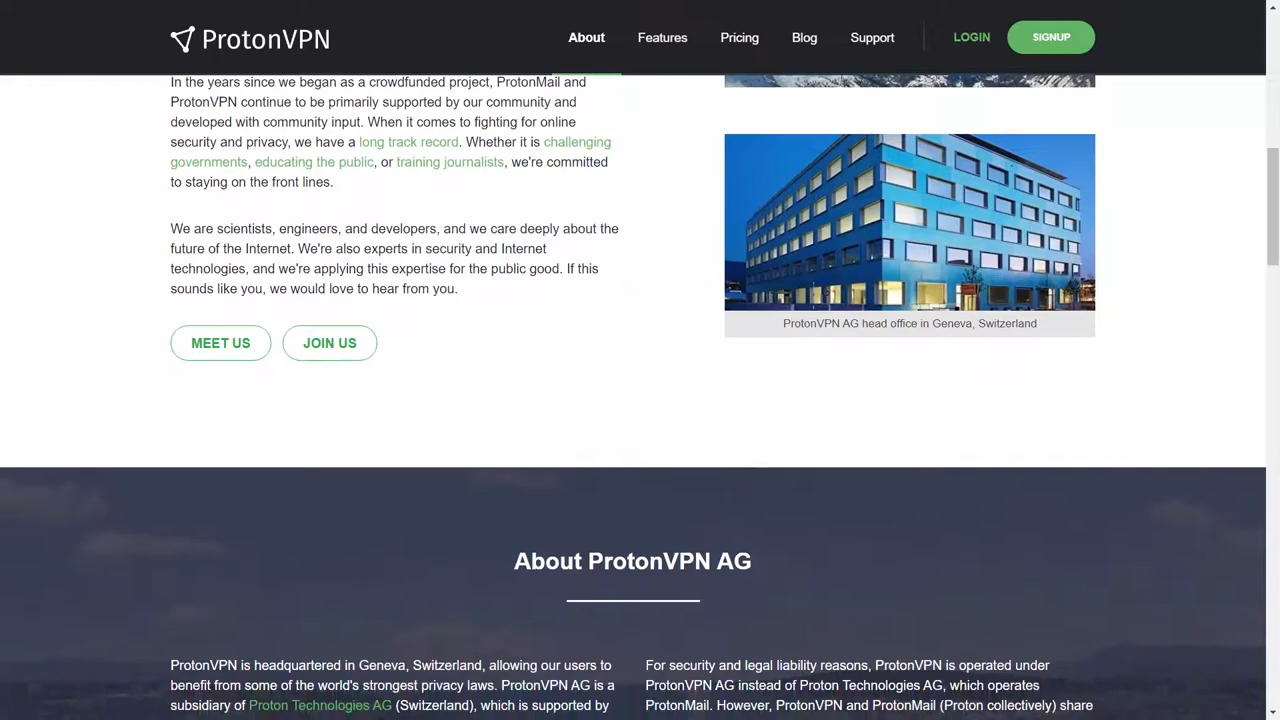 ProtonVPN
About
Features
Pricing
Blog
Support
LOGIN
SIGNUP
In the years since we began as a crowdfunded project, ProtonMail and
ProtonVPN continue to be primarily supported by our community and
developed with community input. When it comes to fighting for online
security and privacy, we have a long track record. Whether it is challenging
governments, educating the public, or training journalists, we're committed
to staying on the front lines.
We are scientists, engineers, and developers, and we care deeply about the
future of the Internet. We're also experts in security and Internet
technologies, and we're applying this expertise for the public good. If this
sounds like you, we would love to hear from you.
MEET US
JOIN US
ProtonVPN AG head office in Geneva, Switzerland
About ProtonVPN AG
ProtonVPN is headquartered in Geneva, Switzerland, allowing our users to
benefit from some of the world's strongest privacy laws. ProtonVPN AG is a
subsidiary of Proton Technologies AG (Switzerland), which is supported by
For security and legal liability reasons, ProtonVPN is operated under
ProtonVPN AG instead of Proton Technologies AG, which operates
ProtonMail. However, ProtonVPN and ProtonMail (Proton collectively) share